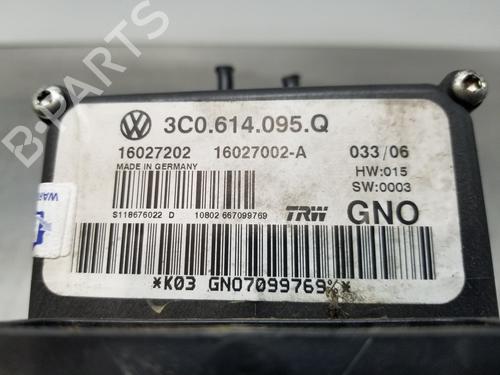 3C0.614.095.Q
16027202 16027002-A 033/06
MADE IN GERMANY HW:015
SW:0003
S118676022 D 10802 667099769 TRW GNO
*K03 GNO7099769%*
B-PARTS